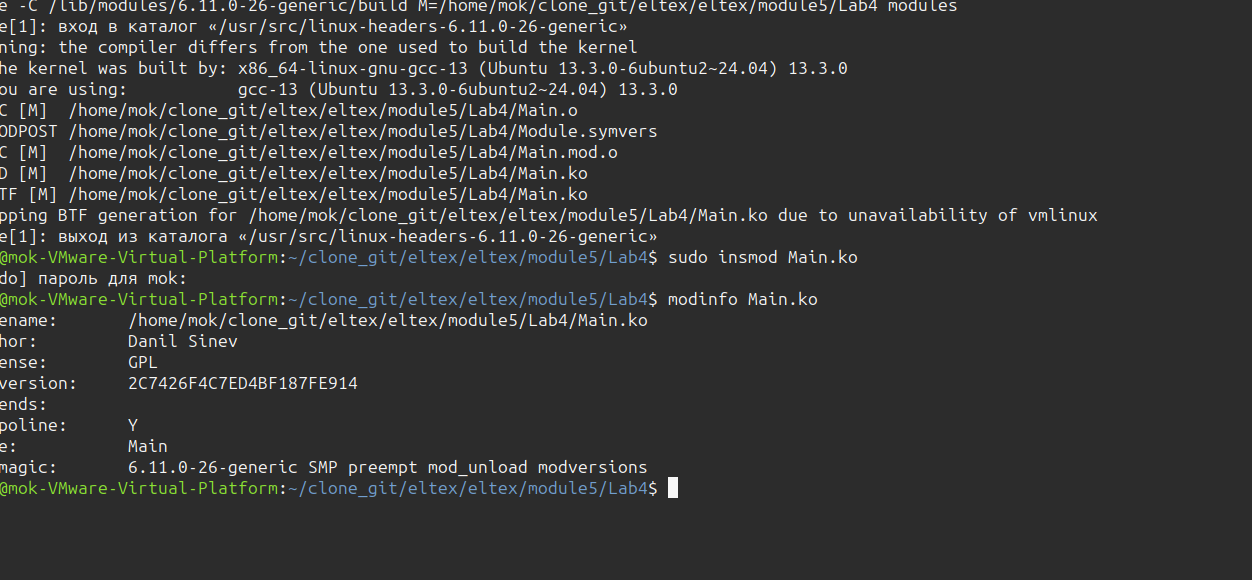 e -C /lib/modules/6.11.0-26-generic/build M=/home/mok/clone_git/eltex/eltex/module5/Lab4 modules
e[1]: вход в каталог «/usr/src/linux-headers-6.11.0-26-generic»
ning: the compiler differs from the one used to build the kernel
he kernel was built by: x86_64-linux-gnu-gcc-13 (Ubuntu 13.3.0-6ubuntu2~24.04) 13.3.0
ou are using:           gcc-13 (Ubuntu 13.3.0-6ubuntu2~24.04) 13.3.0
C [M]  /home/mok/clone_git/eltex/eltex/module5/Lab4/Main.o
ODPOST /home/mok/clone_git/eltex/eltex/module5/Lab4/Module.symvers
C [M]  /home/mok/clone_git/eltex/eltex/module5/Lab4/Main.mod.o
D [M]  /home/mok/clone_git/eltex/eltex/module5/Lab4/Main.ko
TF [M] /home/mok/clone_git/eltex/eltex/module5/Lab4/Main.ko
pping BTF generation for /home/mok/clone_git/eltex/eltex/module5/Lab4/Main.ko due to unavailability of vmlinux
e[1]: выход из каталога «/usr/src/linux-headers-6.11.0-26-generic»
@mok-VMware-Virtual-Platform:~/clone_git/eltex/eltex/module5/Lab4$ sudo insmod Main.ko
do] пароль для mok:
@mok-VMware-Virtual-Platform:~/clone_git/eltex/eltex/module5/Lab4$ modinfo Main.ko
ename:       /home/mok/clone_git/eltex/eltex/module5/Lab4/Main.ko
hor:         Danil Sinev
ense:        GPL
version:     2C7426F4C7ED4BF187FE914
ends:
poline:      Y
e:           Main
magic:       6.11.0-26-generic SMP preempt mod_unload modversions
@mok-VMware-Virtual-Platform:~/clone_git/eltex/eltex/module5/Lab4$